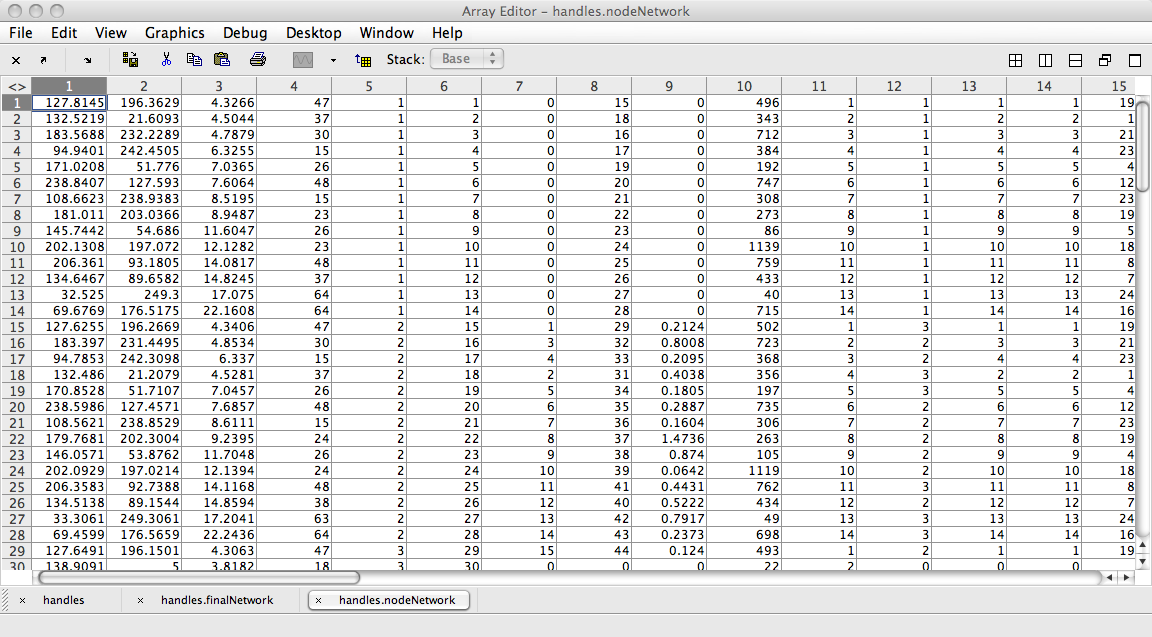 Array Editor – handles.nodeNetwork
File Edit View Graphics Debug Desktop Window Help
Stack: Base
<> 1 2 3 4 5 6 7 8 9 10 11 12 13 14 15
1 127.8145 196.3629 4.3266 47 1 1 0 15 0 496 1 1 1 1 19
2 132.5219 21.6093 4.5044 37 1 2 0 18 0 343 2 1 2 2 1
3 183.5688 232.2289 4.7879 30 1 3 0 16 0 712 3 1 3 3 21
4 94.9401 242.4505 6.3255 15 1 4 0 17 0 384 4 1 4 4 23
5 171.0208 51.776 7.0365 26 1 5 0 19 0 192 5 1 5 5 4
6 238.8407 127.593 7.6064 48 1 6 0 20 0 747 6 1 6 6 12
7 108.6623 238.9383 8.5195 15 1 7 0 21 0 308 7 1 7 7 23
8 181.011 203.0366 8.9487 23 1 8 0 22 0 273 8 1 8 8 19
9 145.7442 54.686 11.6047 26 1 9 0 23 0 86 9 1 9 9 5
10 202.1308 197.072 12.1282 23 1 10 0 24 0 1139 10 1 10 10 18
11 206.361 93.1805 14.0817 48 1 11 0 25 0 759 11 1 11 11 8
12 134.6467 89.6582 14.8245 37 1 12 0 26 0 433 12 1 12 12 7
13 32.525 249.3 17.075 64 1 13 0 27 0 40 13 1 13 13 24
14 69.6769 176.5175 22.1608 64 1 14 0 28 0 715 14 1 14 14 16
15 127.6255 196.2669 4.3406 47 2 15 1 29 0.2124 502 1 3 1 1 19
16 183.397 231.4495 4.8534 30 2 16 3 32 0.8008 723 2 2 3 3 21
17 94.7853 242.3098 6.337 15 2 17 4 33 0.2095 368 3 2 4 4 23
18 132.486 21.2079 4.5281 37 2 18 2 31 0.4038 356 4 3 2 2 1
19 170.8528 51.7107 7.0457 26 2 19 5 34 0.1805 197 5 3 5 5 4
20 238.5986 127.4571 7.6857 48 2 20 6 35 0.2887 735 6 2 6 6 12
21 108.5621 238.8529 8.6111 15 2 21 7 36 0.1604 306 7 2 7 7 23
22 179.7681 202.3004 9.2395 24 2 22 8 37 1.4736 263 8 2 8 8 19
23 146.0571 53.8762 11.7048 26 2 23 9 38 0.874 105 9 2 9 9 4
24 202.0929 197.0214 12.1394 24 2 24 10 39 0.0642 1119 10 2 10 10 18
25 206.3583 92.7388 14.1168 48 2 25 11 41 0.4431 762 11 3 11 11 8
26 134.5138 89.1544 14.8594 38 2 26 12 40 0.5222 434 12 2 12 12 7
27 33.3061 249.3061 17.2041 63 2 27 13 42 0.7917 49 13 3 13 13 24
28 69.4599 176.5659 22.2436 64 2 28 14 43 0.2373 698 14 3 14 14 16
29 127.6491 196.1501 4.3063 47 3 29 15 44 0.124 493 1 2 1 1 19
30 138.9091 5 3.8182 18 3 30 0 0 0 22 2 0 0 0
handles handles.finalNetwork handles.nodeNetwork